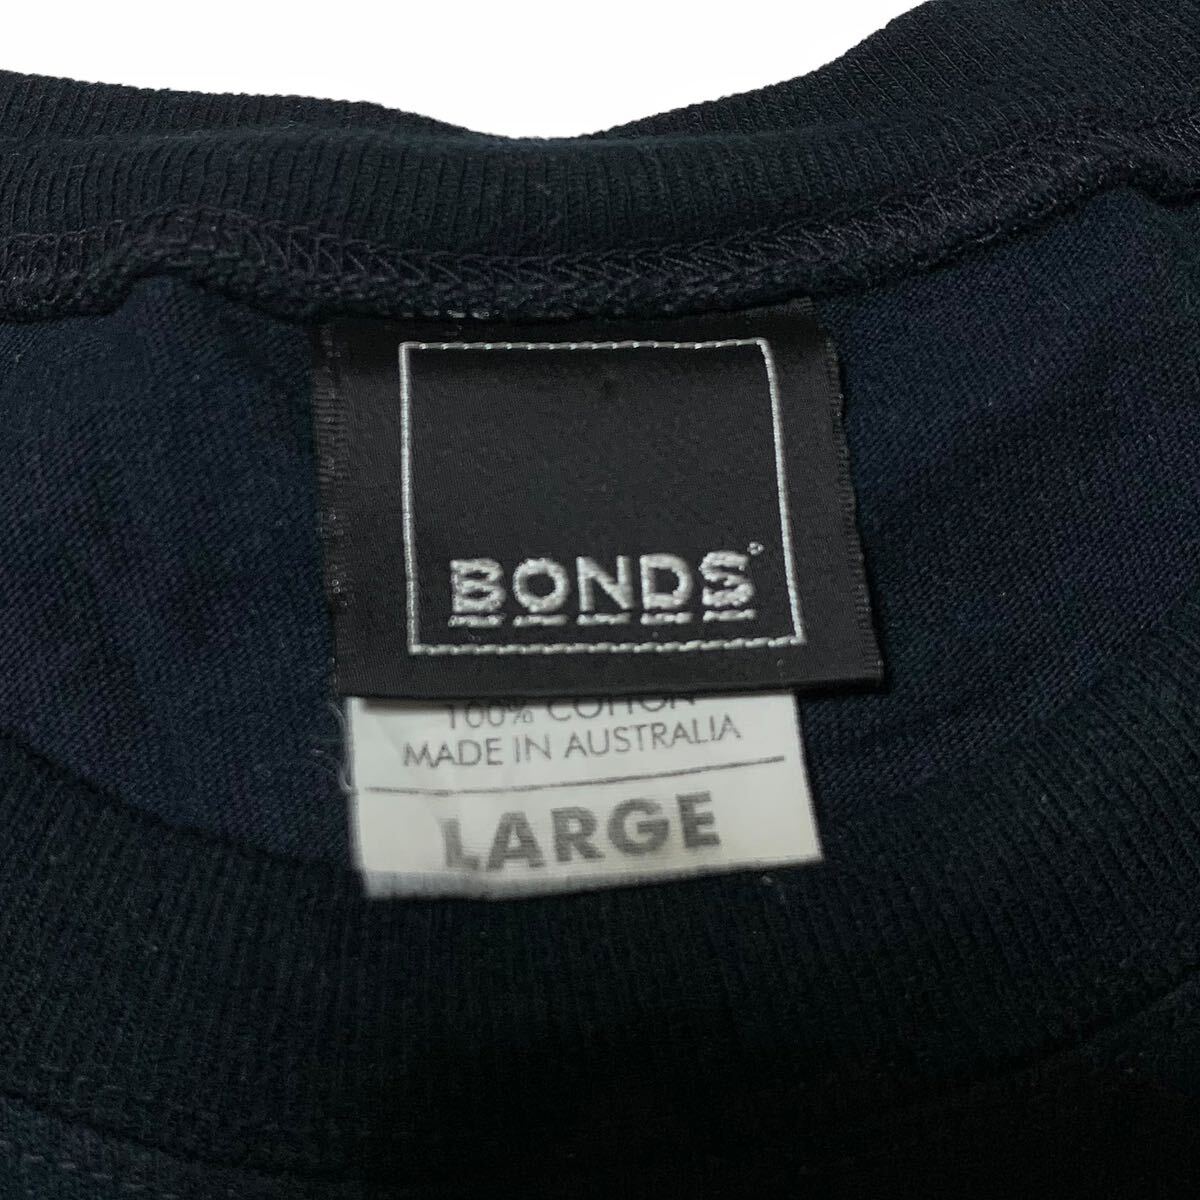 BONDS
100% COTTON
MADE IN AUSTRALIA
LARGE